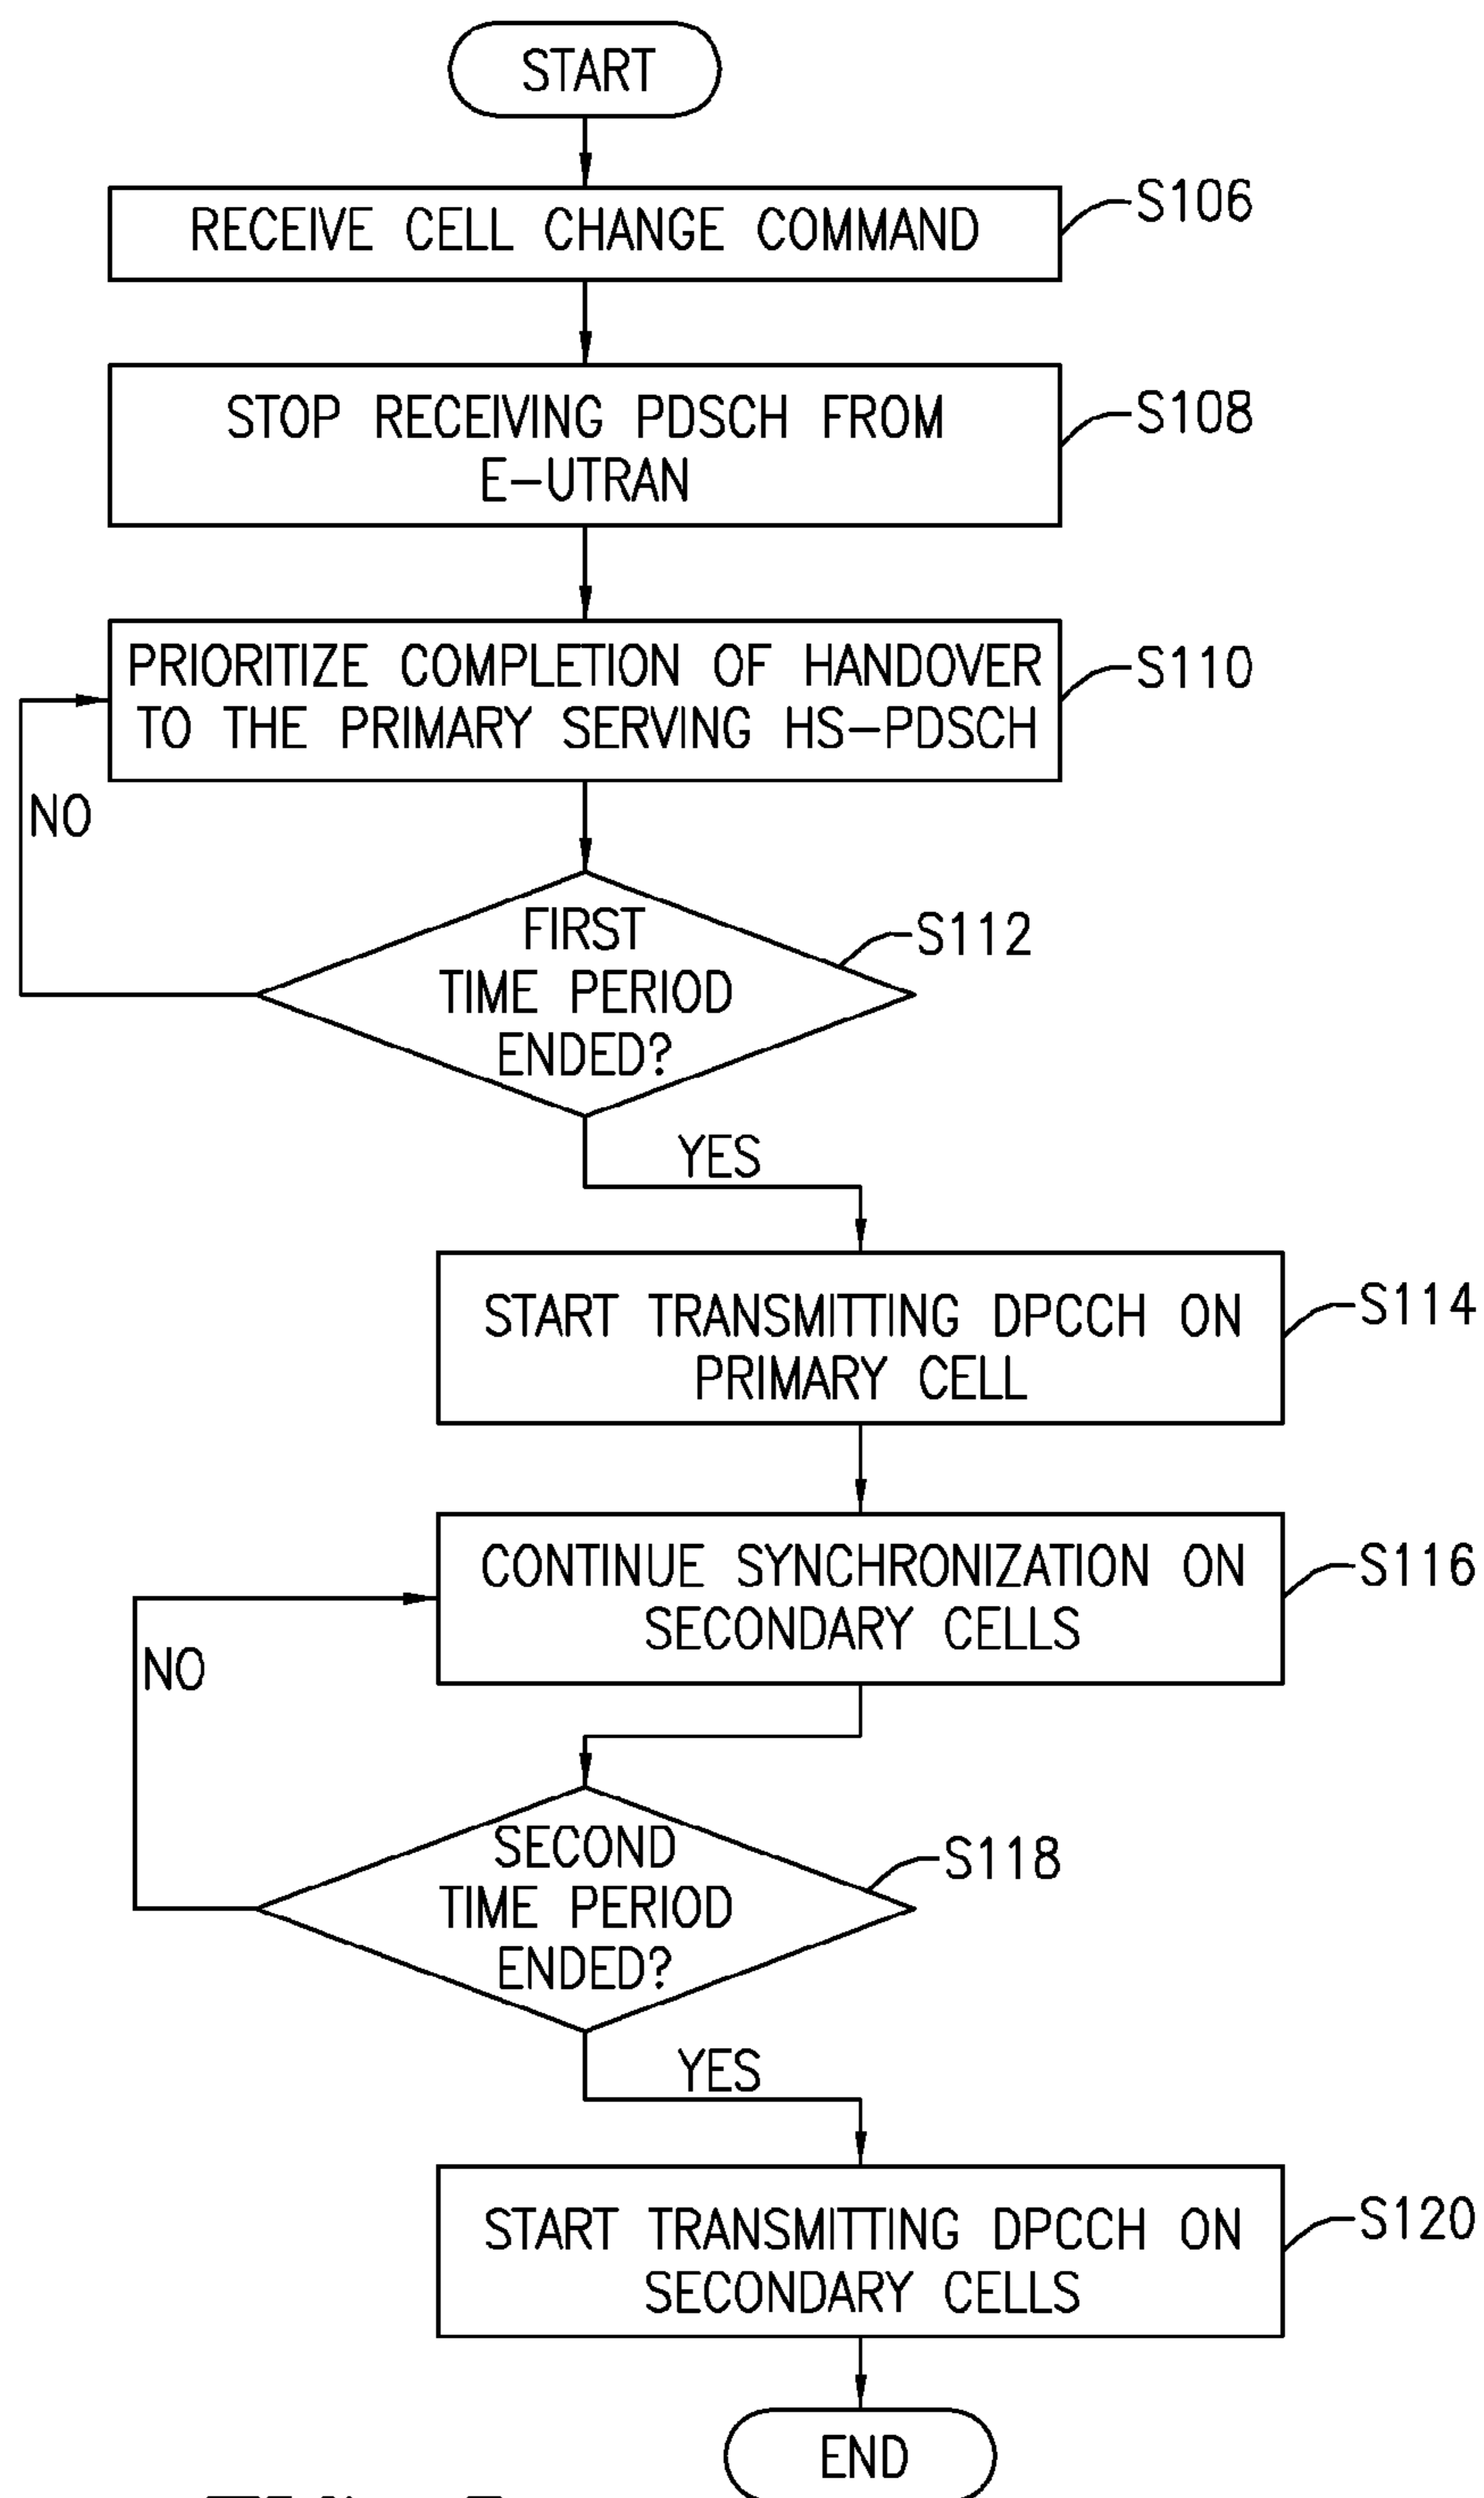 START
RECEIVE CELL CHANGE COMMAND
S106
STOP RECEIVING PDSCH FROM
E-UTRAN
S108
PRIORITIZE COMPLETION OF HANDOVER
TO THE PRIMARY SERVING HS-PDSCH
S110
NO
FIRST
TIME PERIOD
ENDED?
S112
YES
START TRANSMITTING DPCCH ON
PRIMARY CELL
S114
CONTINUE SYNCHRONIZATION ON
SECONDARY CELLS
S116
NO
SECOND
TIME PERIOD
ENDED?
S118
YES
START TRANSMITTING DPCCH ON
SECONDARY CELLS
S120
END